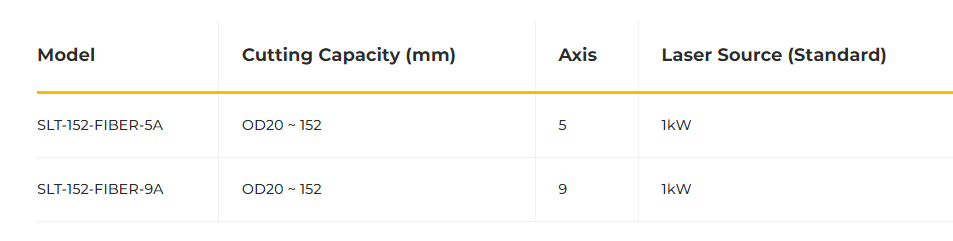 Model Cutting Capacity (mm) Axis Laser Source (Standard)
SLT-152-FIBER-5A OD20 ~ 152 5 1kW
SLT-152-FIBER-9A OD20 ~ 152 9 1kW